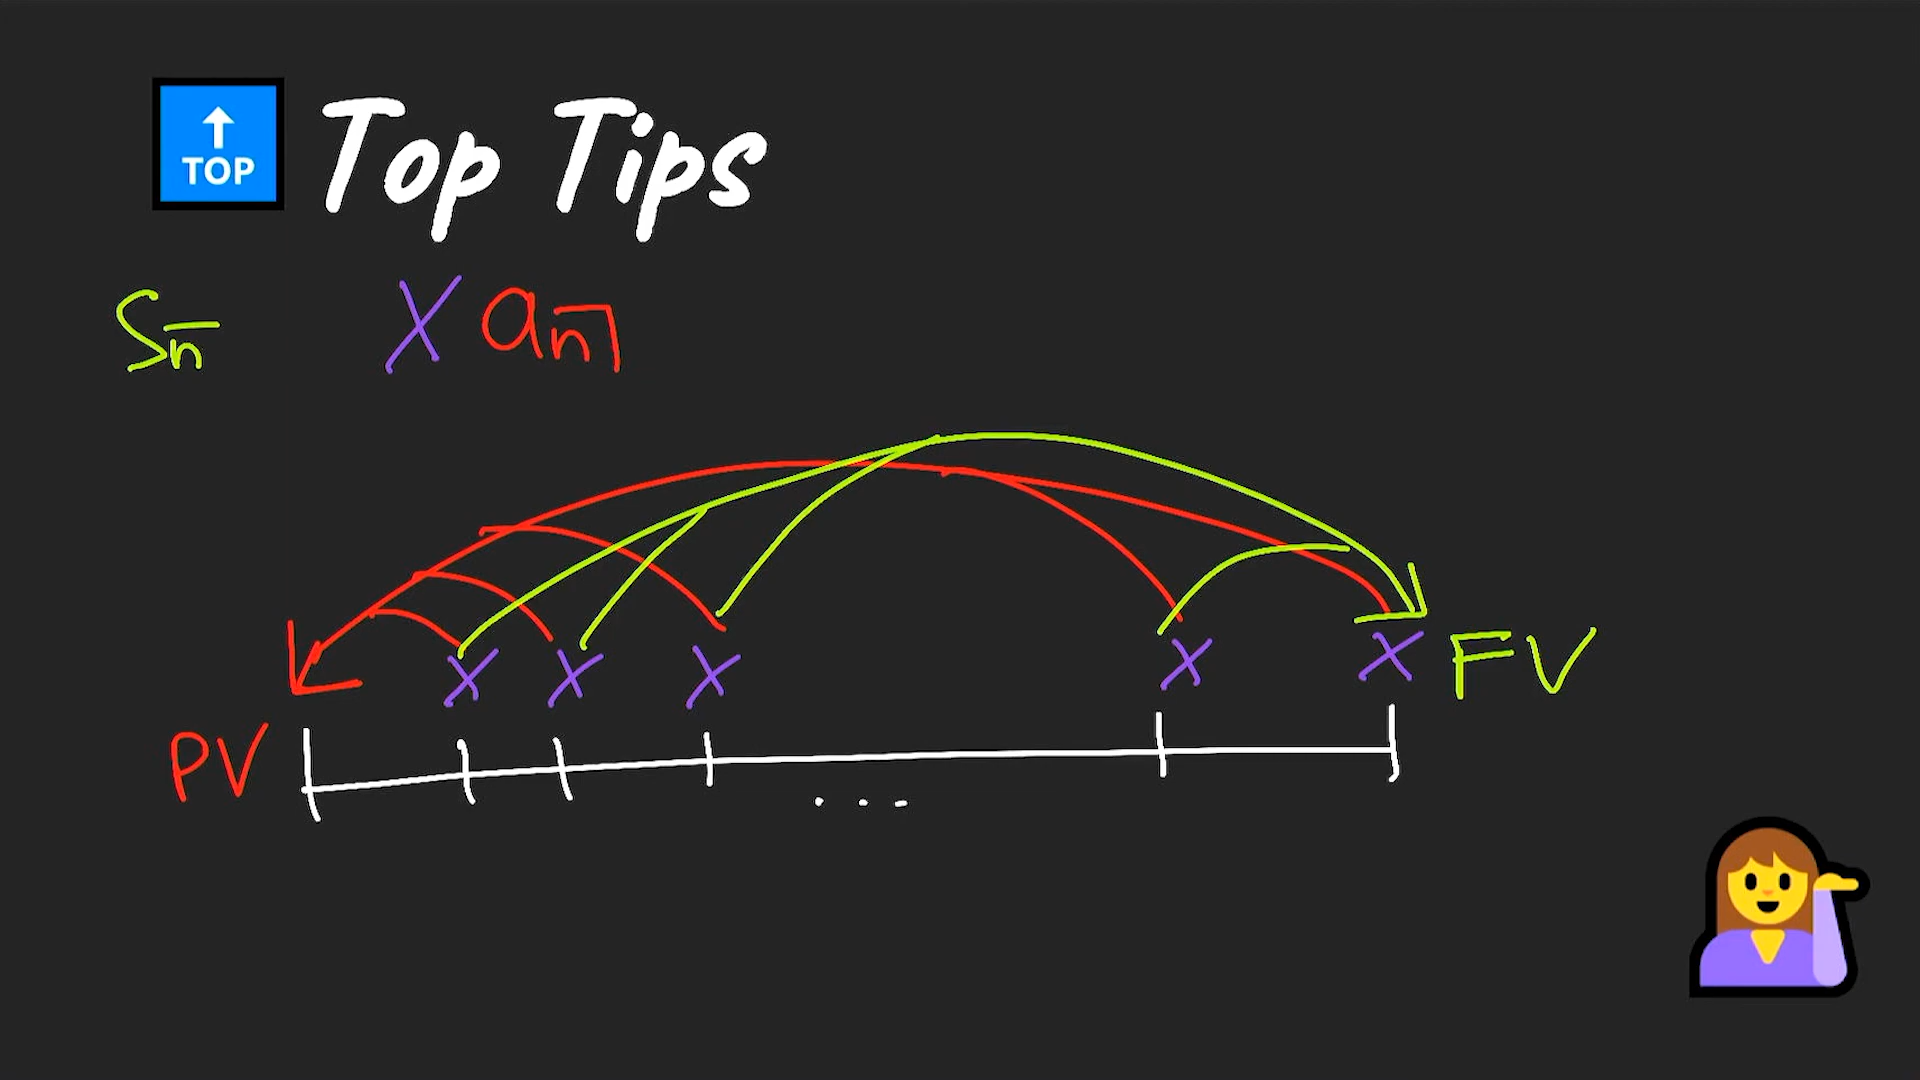 TOP Top Tips
Sn X an
X X X X X FV
PV
...